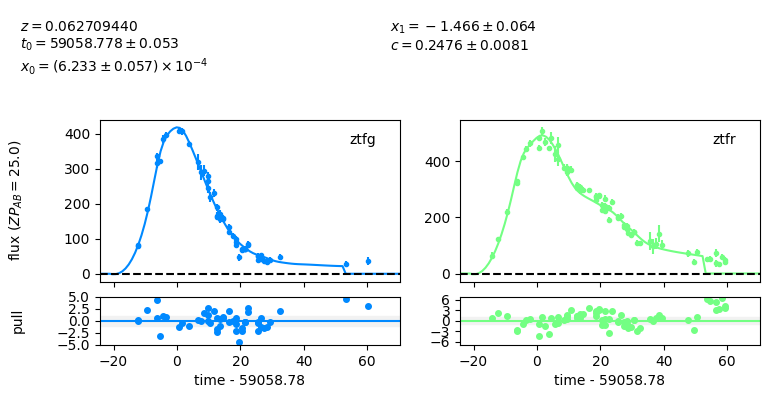 z = 0.062709440
t₀ = 59058.778 ± 0.053
x₀ = (6.233 ± 0.057) × 10⁻⁴
x₁ = −1.466 ± 0.064
c = 0.2476 ± 0.0081
flux (ZP_AB = 25.0)
400
300
200
100
0
ztfg
400
200
0
ztfr
pull
5.0
2.5
0.0
−2.5
−5.0
−20 0 20 40 60
time - 59058.78
6
3
0
−3
−6
−20 0 20 40 60
time - 59058.78